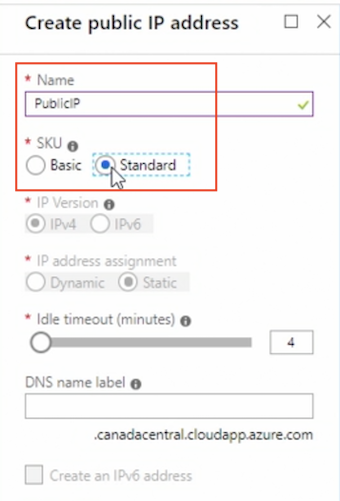 Create public IP address
* Name
PublicIP
* SKU
Basic Standard
* IP Version
IPv4 IPv6
* IP address assignment
Dynamic Static
* Idle timeout (minutes)
4
DNS name label
.canadacentral.cloudapp.azure.com
Create an IPv6 address